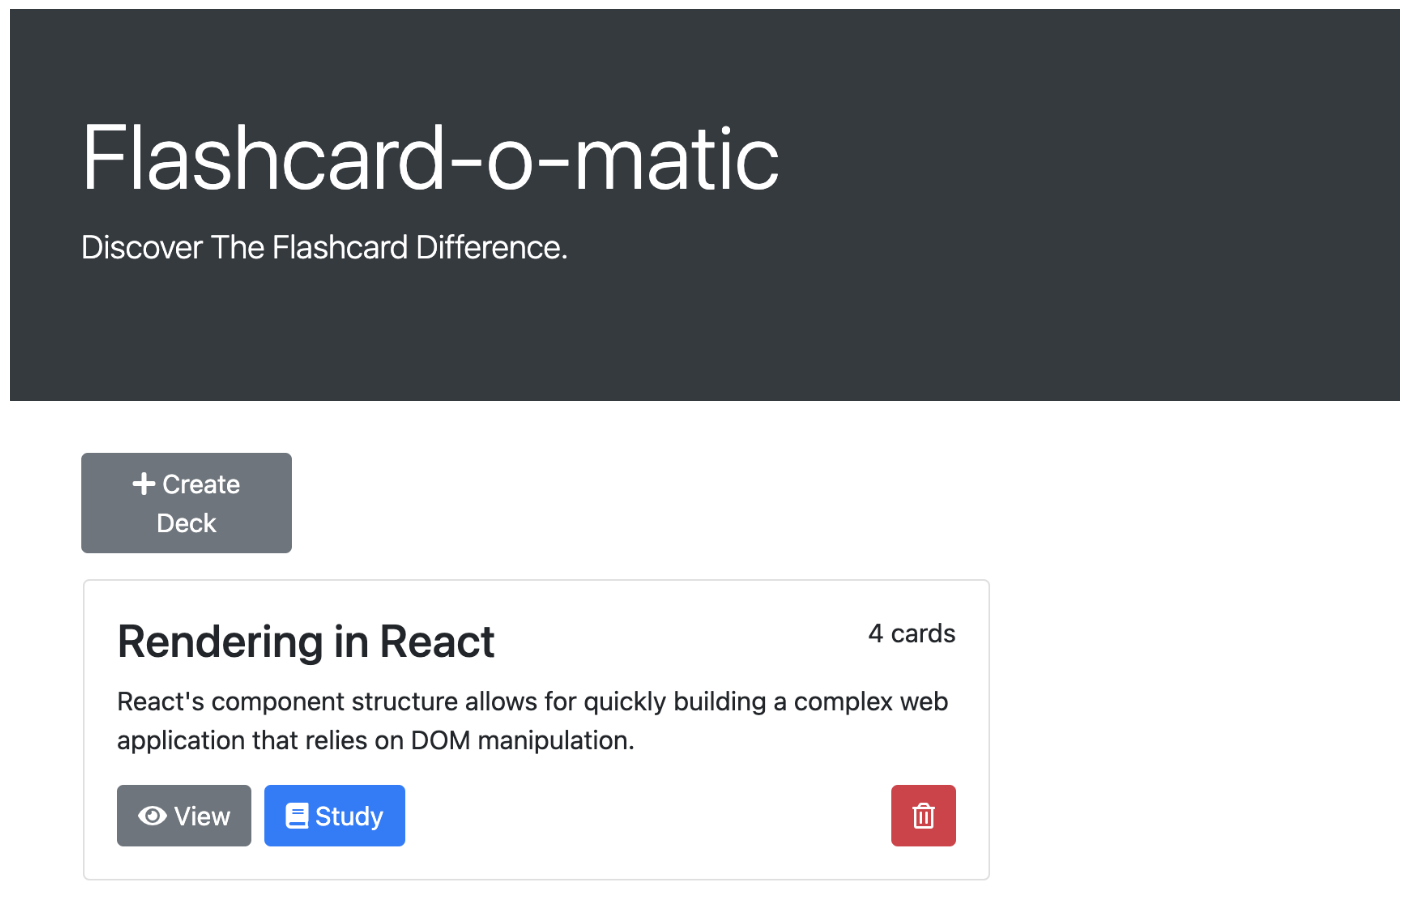 Flashcard-o-matic
Discover The Flashcard Difference.
Create
Deck
Rendering in React
4 cards
React's component structure allows for quickly building a complex web
application that relies on DOM manipulation.
View
Study